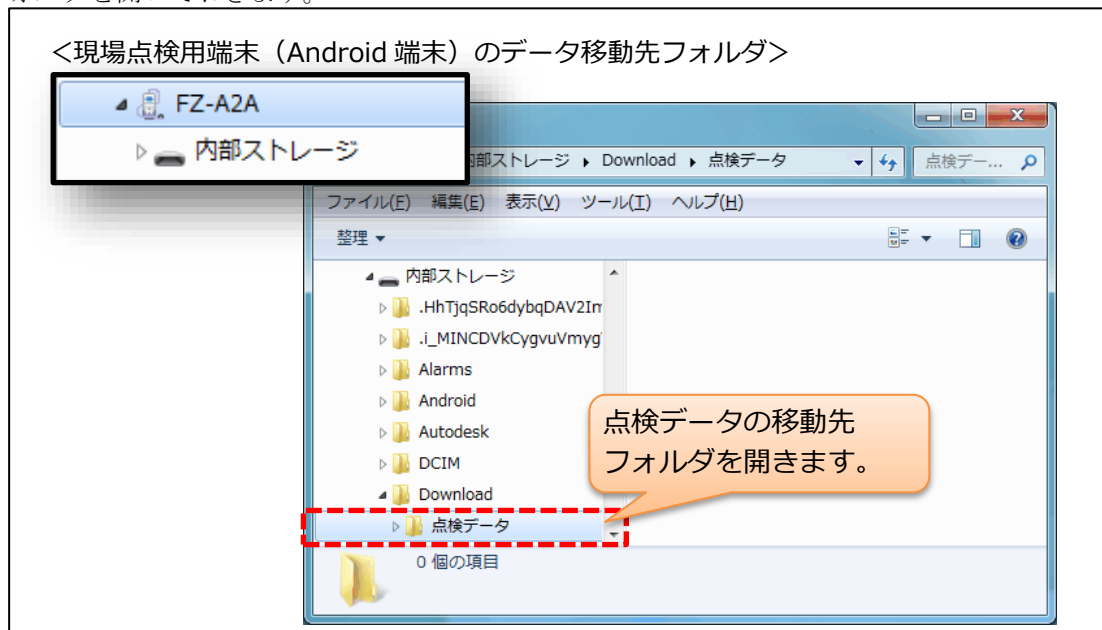 <現場点検用端末（Android 端末）のデータ移動先フォルダ>
FZ-A2A
内部ストレージ
内部ストレージ ▸ Download ▸ 点検データ
点検デー...
ファイル(F) 編集(E) 表示(V) ツール(T) ヘルプ(H)
整理
内部ストレージ
.HhTjqSRo6dybqDAV2Im
.i_MINCDVkCygvuVmyg
Alarms
Android
Autodesk
DCIM
Download
点検データ
点検データの移動先
フォルダを開きます。
0 個の項目